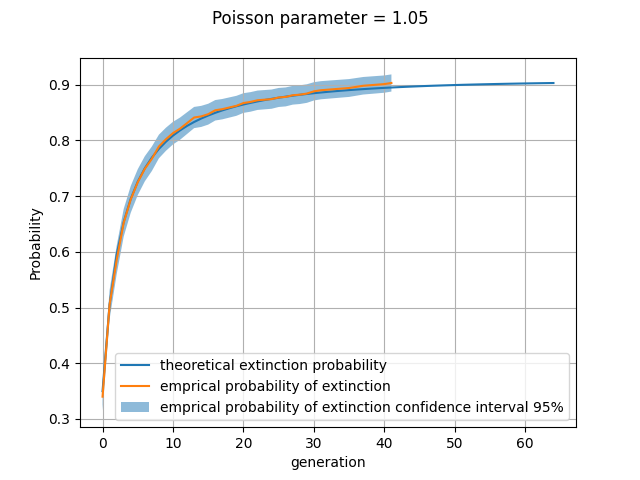 Poisson parameter = 1.05
Probability
0.9
0.8
0.7
0.6
0.5
0.4
0.3
theoretical extinction probability
emprical probability of extinction
emprical probability of extinction confidence interval 95%
0 10 20 30 40 50 60
generation